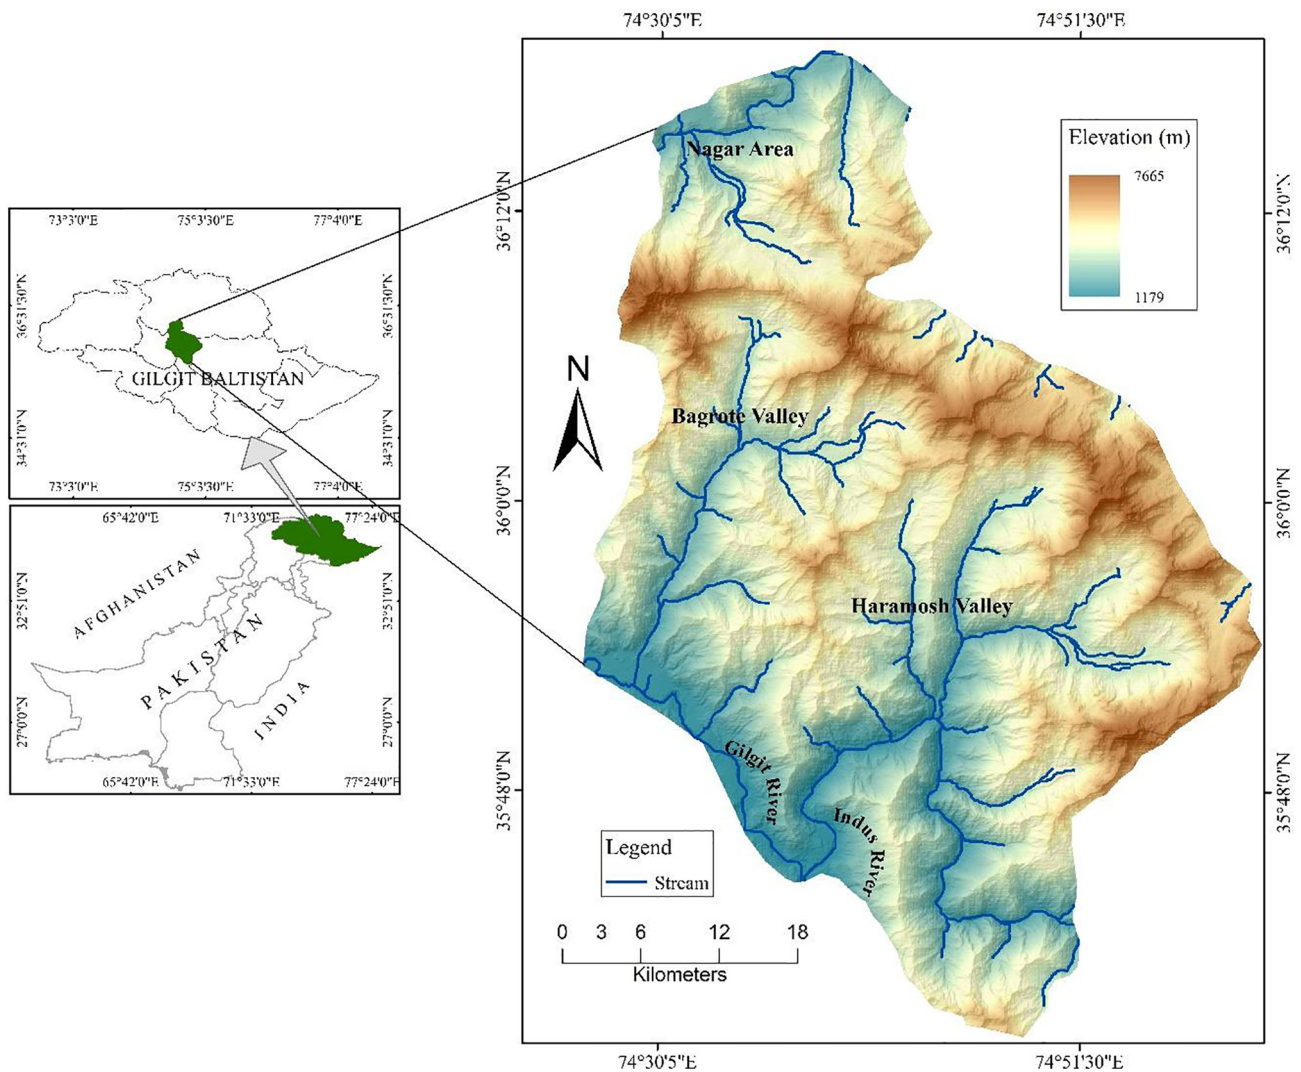 74°30'5"E
74°51'30"E
Elevation (m)
7665
1179
Nagar Area
36°12'0"N
36°12'0"N
73°3'0"E
75°3'30"E
77°4'0"E
36°31'30"N
36°31'30"N
GILGIT BALTISTAN
N
34°31'0"N
34°31'0"N
73°3'0"E
75°3'30"E
77°4'0"E
Bagrote Valley
36°0'0"N
36°0'0"N
65°42'0"E
71°33'0"E
77°24'0"E
AFGHANISTAN
32°51'0"N
32°51'0"N
PAKISTAN
INDIA
27°0'0"N
27°0'0"N
65°42'0"E
71°33'0"E
77°24'0"E
Haramosh Valley
Gilgit River
Indus River
35°48'0"N
35°48'0"N
Legend
Stream
0 3 6 12 18
Kilometers
74°30'5"E
74°51'30"E